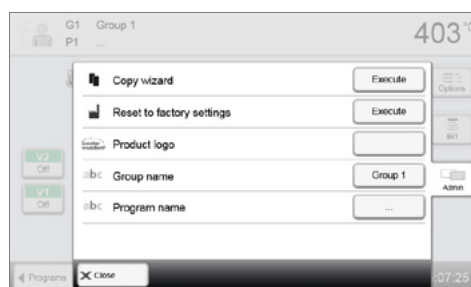 G1 Group 1
P1 ...
403 °C
Copy wizard Execute
Reset to factory settings Execute
Product logo
Group name Group 1
Program name ...
Options
V2
Off
V1
Off
abc
abc
Admin
Programs
Close
:07:25